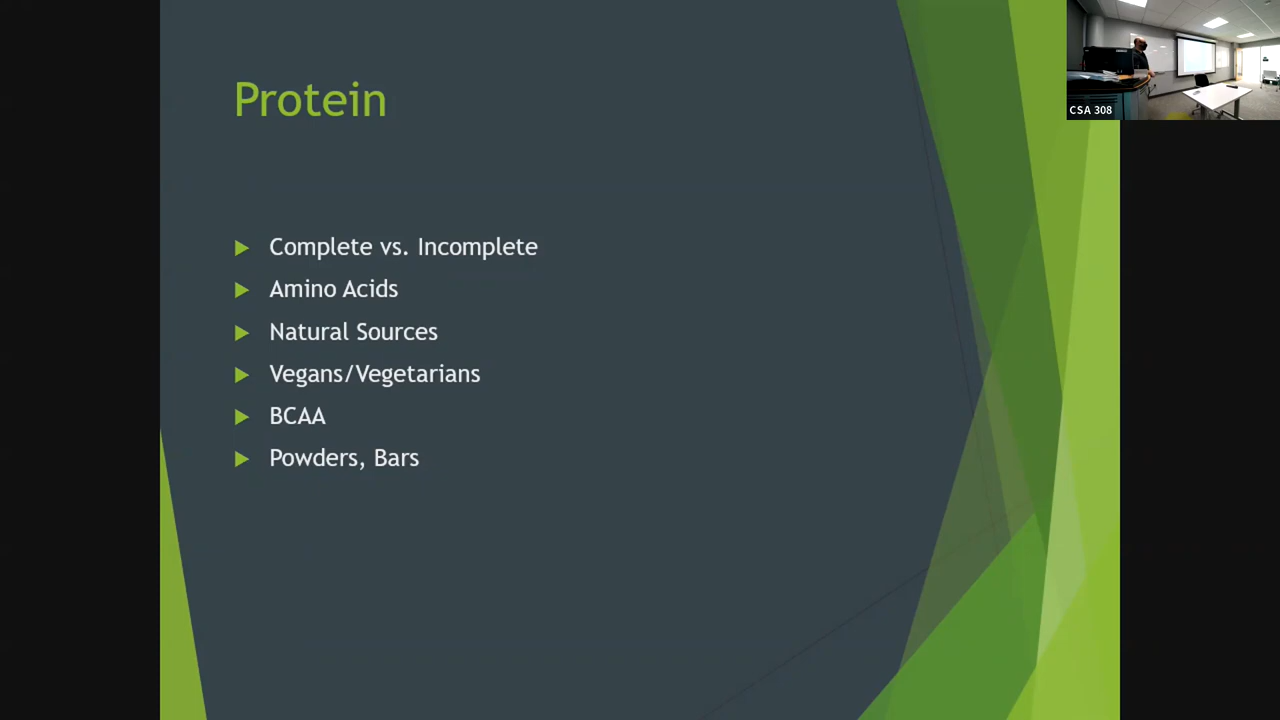 CSA 308
Protein
Complete vs. Incomplete
Amino Acids
Natural Sources
Vegans/Vegetarians
BCAA
Powders, Bars